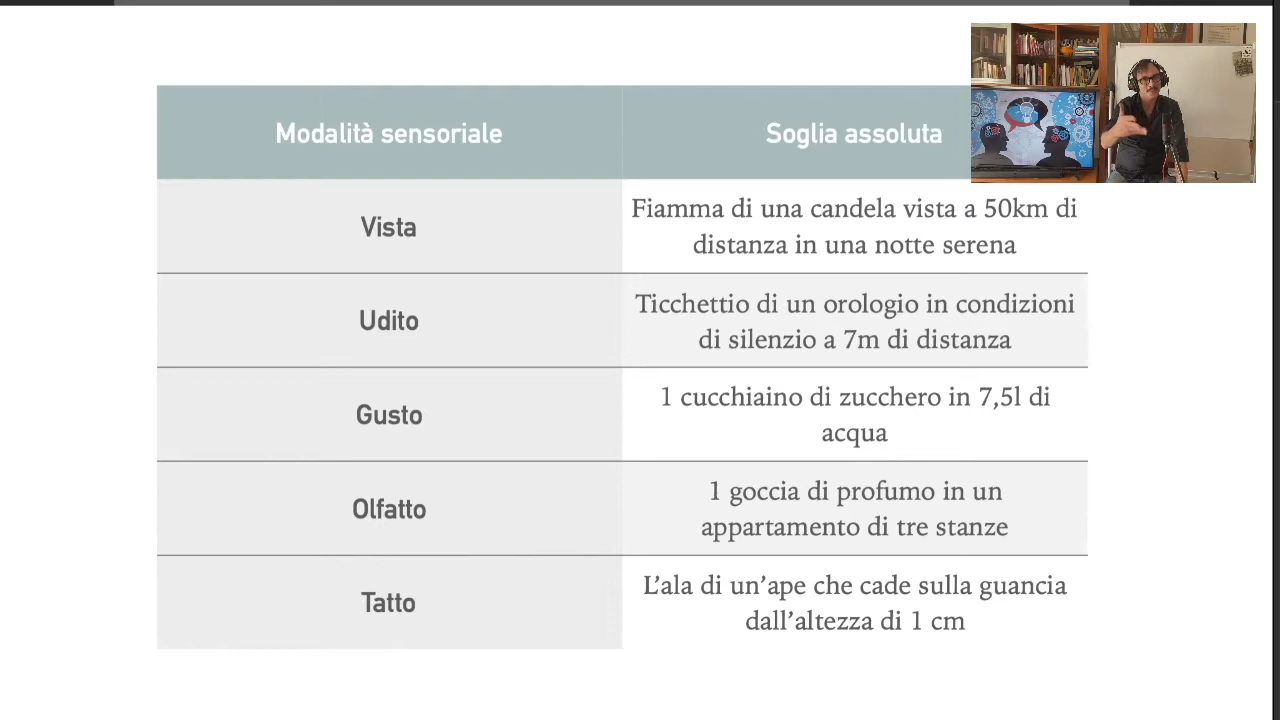 Modalità sensoriale
Soglia assoluta
Vista
Fiamma di una candela vista a 50km di
distanza in una notte serena
Udito
Ticchettio di un orologio in condizioni
di silenzio a 7m di distanza
Gusto
1 cucchiaino di zucchero in 7,5l di
acqua
Olfatto
1 goccia di profumo in un
appartamento di tre stanze
Tatto
L’ala di un’ape che cade sulla guancia
dall’altezza di 1 cm